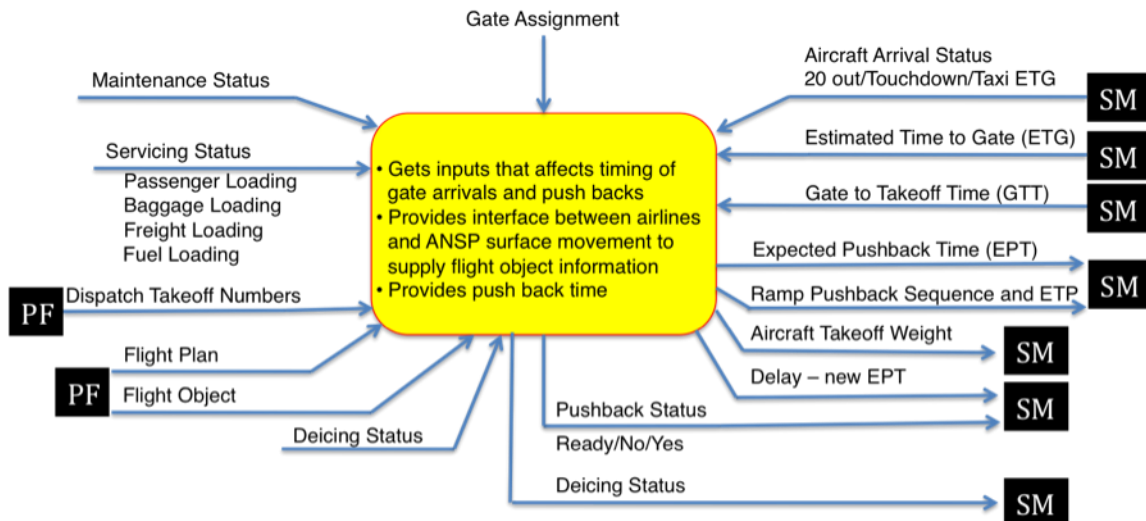 Gate Assignment
Maintenance Status
Servicing Status
Passenger Loading
Baggage Loading
Freight Loading
Fuel Loading
PF
Dispatch Takeoff Numbers
Flight Plan
PF
Flight Object
Deicing Status
• Gets inputs that affects timing of
gate arrivals and push backs
• Provides interface between airlines
and ANSP surface movement to
supply flight object information
• Provides push back time
Aircraft Arrival Status
20 out/Touchdown/Taxi ETG
SM
Estimated Time to Gate (ETG)
SM
Gate to Takeoff Time (GTT)
SM
Expected Pushback Time (EPT)
SM
Ramp Pushback Sequence and ETP
Aircraft Takeoff Weight
SM
Delay – new EPT
SM
Pushback Status
Ready/No/Yes
Deicing Status
SM